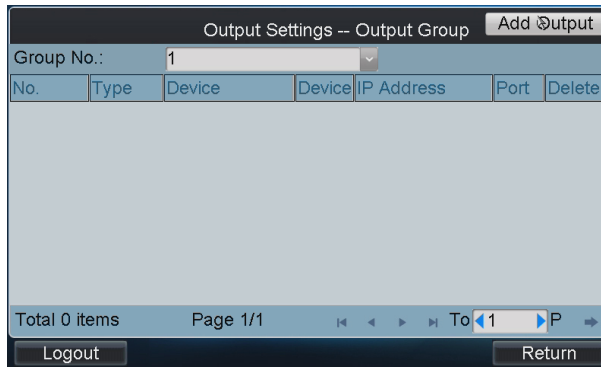 Output Settings -- Output Group Add Output
Group No.: 1
No. Type Device Device IP Address Port Delete
Total 0 items Page 1/1 To 1 P
Logout Return